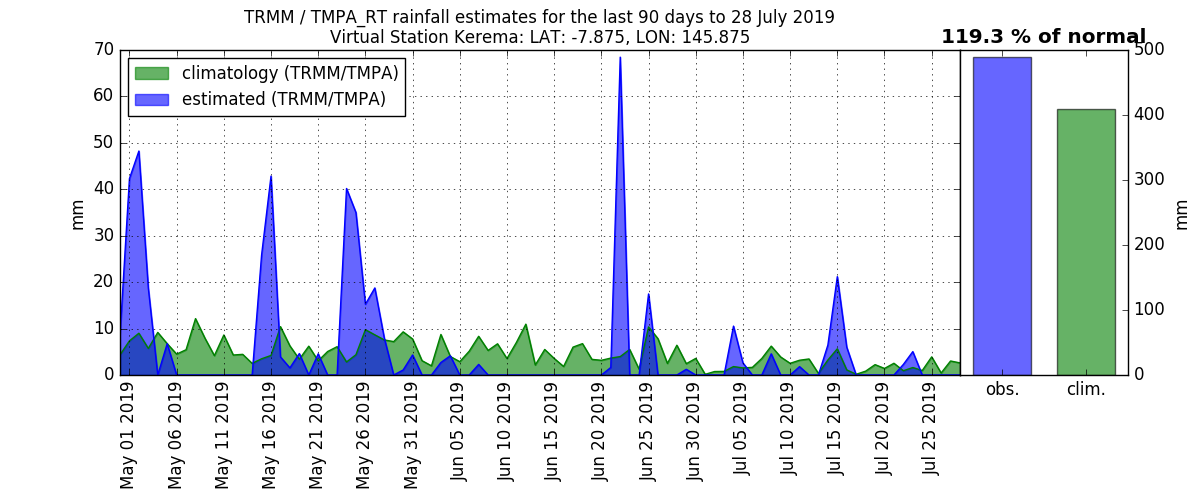 TRMM / TMPA_RT rainfall estimates for the last 90 days to 28 July 2019
Virtual Station Kerema: LAT: -7.875, LON: 145.875
119.3 % of normal
climatology (TRMM/TMPA)
estimated (TRMM/TMPA)
70
60
50
40
30
20
10
0
mm
May 01 2019
May 06 2019
May 11 2019
May 16 2019
May 21 2019
May 26 2019
May 31 2019
Jun 05 2019
Jun 10 2019
Jun 15 2019
Jun 20 2019
Jun 25 2019
Jun 30 2019
Jul 05 2019
Jul 10 2019
Jul 15 2019
Jul 20 2019
Jul 25 2019
obs.
clim.
500
400
300
200
100
0
mm